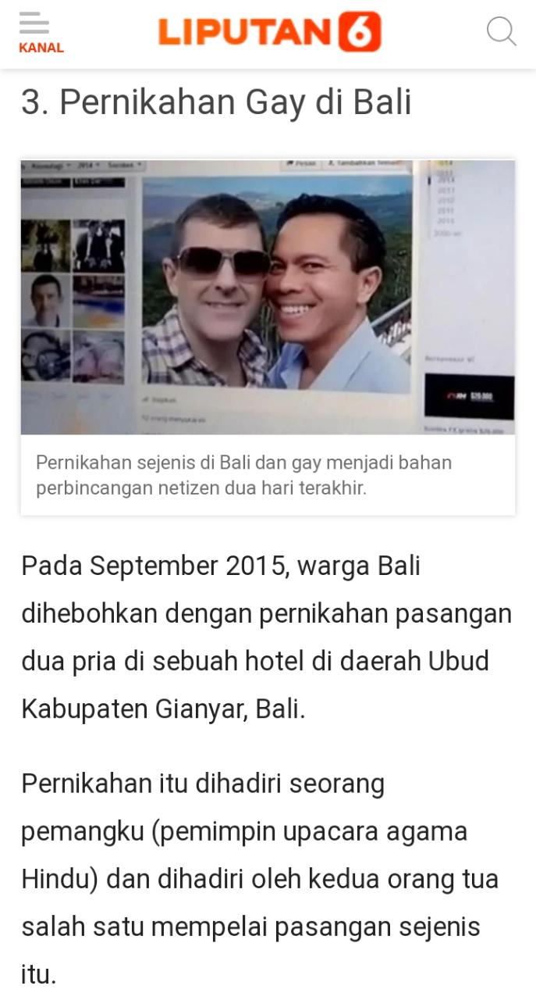 LIPUTAN6
KANAL
3. Pernikahan Gay di Bali
2014
Pesan
Pernikahan sejenis di Bali dan gay menjadi bahan
perbincangan netizen dua hari terakhir.
Pada September 2015, warga Bali
dihebohkan dengan pernikahan pasangan
dua pria di sebuah hotel di daerah Ubud
Kabupaten Gianyar, Bali.
Pernikahan itu dihadiri seorang
pemangku (pemimpin upacara agama
Hindu) dan dihadiri oleh kedua orang tua
salah satu mempelai pasangan sejenis
itu.